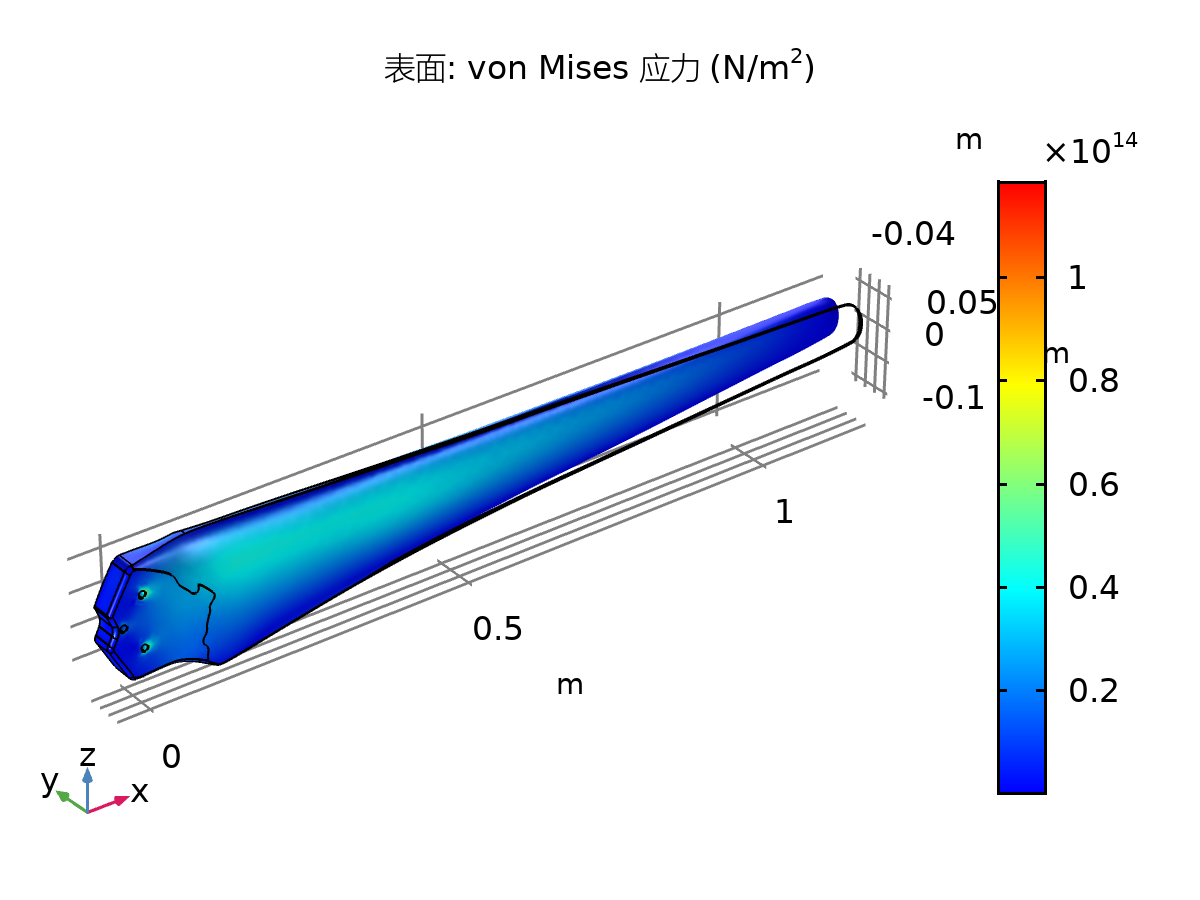 表面: von Mises 应力 (N/m²)
m
×10¹⁴
-0.04
0.05
0
-0.1
m
1
0.8
0.6
0.4
0.2
1
0.5
m
0
z
y
x